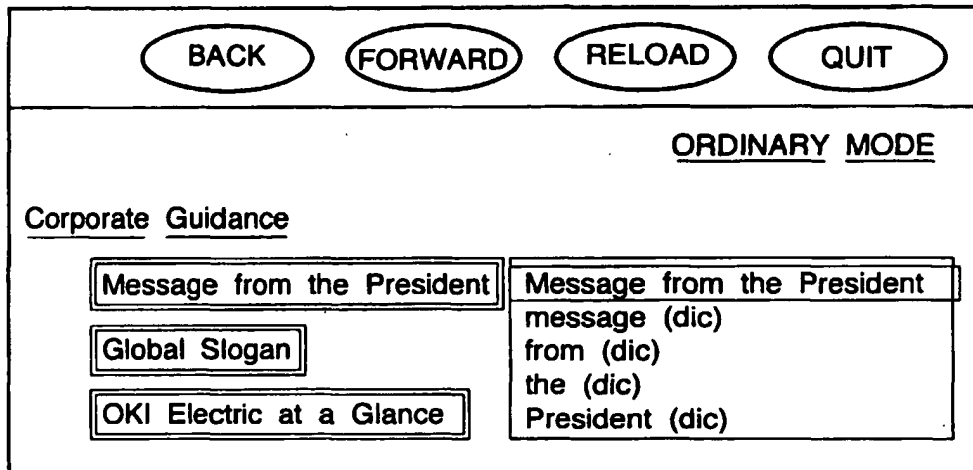 BACK FORWARD RELOAD QUIT
ORDINARY MODE
Corporate Guidance
Message from the President
Global Slogan
OKI Electric at a Glance
Message from the President
message (dic)
from (dic)
the (dic)
President (dic)